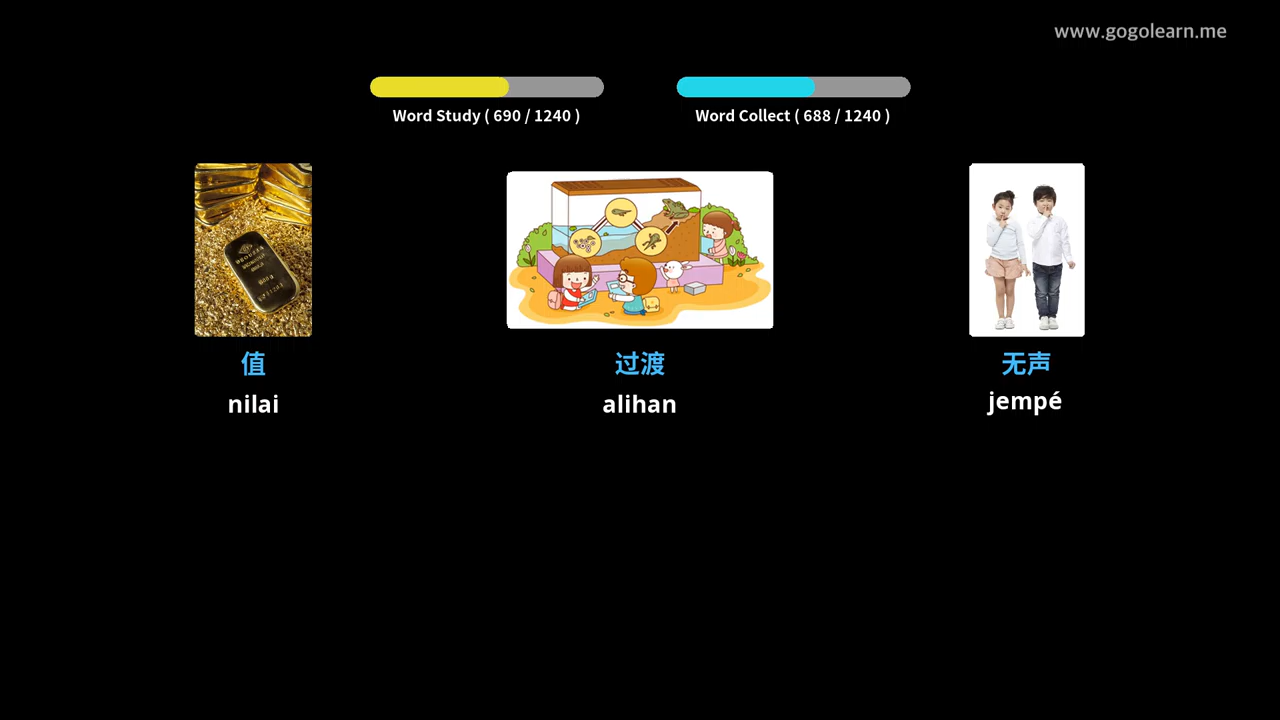 www.gogolearn.me
Word Study ( 690 / 1240 )
Word Collect ( 688 / 1240 )
值
过渡
无声
nilai
alihan
jempé